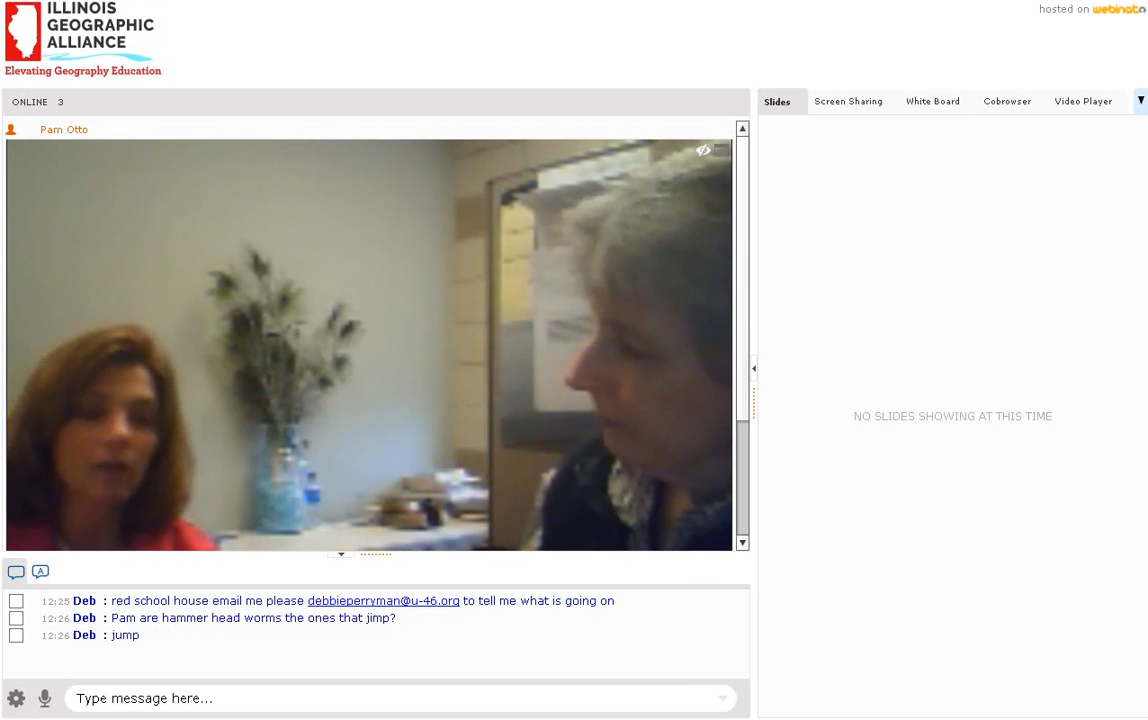 ILLINOIS
GEOGRAPHIC
ALLIANCE
Elevating Geography Education
hosted on webinato
ONLINE 3
Slides Screen Sharing White Board Cobrowser Video Player
Pam Otto
NO SLIDES SHOWING AT THIS TIME
A
12:25 Deb : red school house email me please debbieperryman@u-46.org to tell me what is going on
12:26 Deb : Pam are hammer head worms the ones that jimp?
12:26 Deb : jump
Type message here...